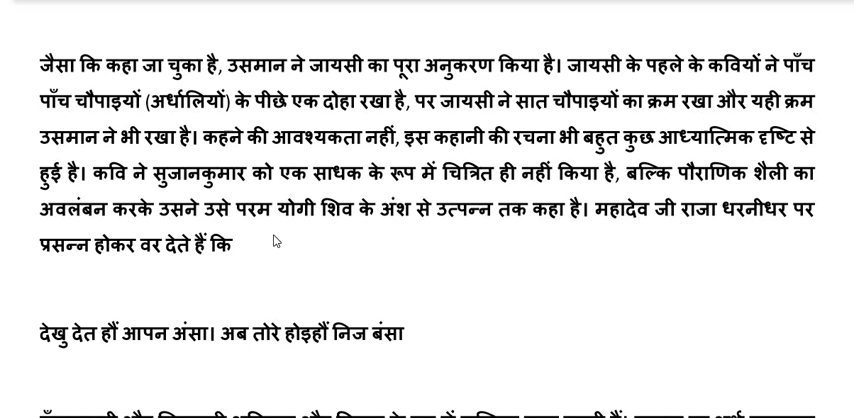 जैसा कि कहा जा चुका है, उसमान ने जायसी का पूरा अनुकरण किया है। जायसी के पहले के कवियों ने पाँच
पाँच चौपाइयों (अर्धालियों) के पीछे एक दोहा रखा है, पर जायसी ने सात चौपाइयों का क्रम रखा और यही क्रम
उसमान ने भी रखा है। कहने की आवश्यकता नहीं, इस कहानी की रचना भी बहुत कुछ आध्यात्मिक दृष्टि से
हुई है। कवि ने सुजानकुमार को एक साधक के रूप में चित्रित ही नहीं किया है, बल्कि पौराणिक शैली का
अवलंबन करके उसने उसे परम योगी शिव के अंश से उत्पन्न तक कहा है। महादेव जी राजा धरनीधर पर
प्रसन्न होकर वर देते हैं कि
देखु देत हौं आपन अंसा। अब तोरे होइहौं निज बंसा